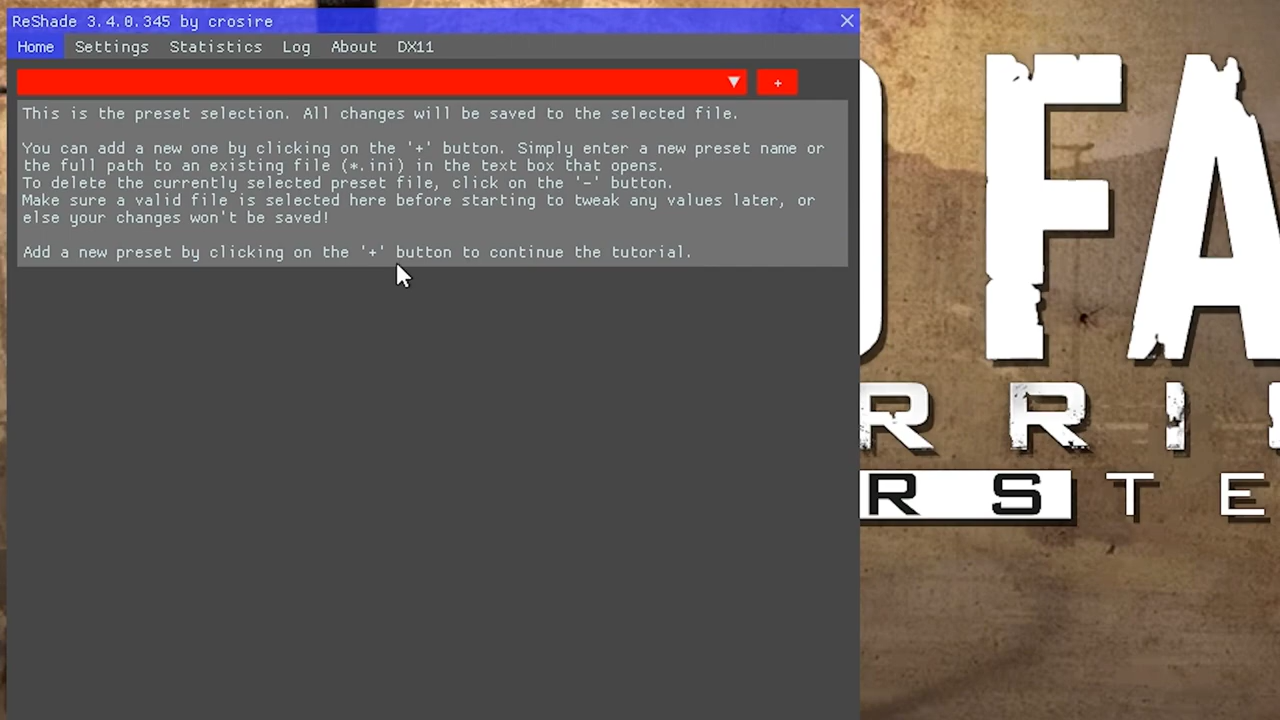 ReShade 3.4.0.345 by crosire
Home Settings Statistics Log About DX11
+
This is the preset selection. All changes will be saved to the selected file.
You can add a new one by clicking on the '+' button. Simply enter a new preset name or
the full path to an existing file (*.ini) in the text box that opens.
To delete the currently selected preset file, click on the '-' button.
Make sure a valid file is selected here before starting to tweak any values later, or
else your changes won't be saved!
Add a new preset by clicking on the '+' button to continue the tutorial.
FA
RRI
RSTE